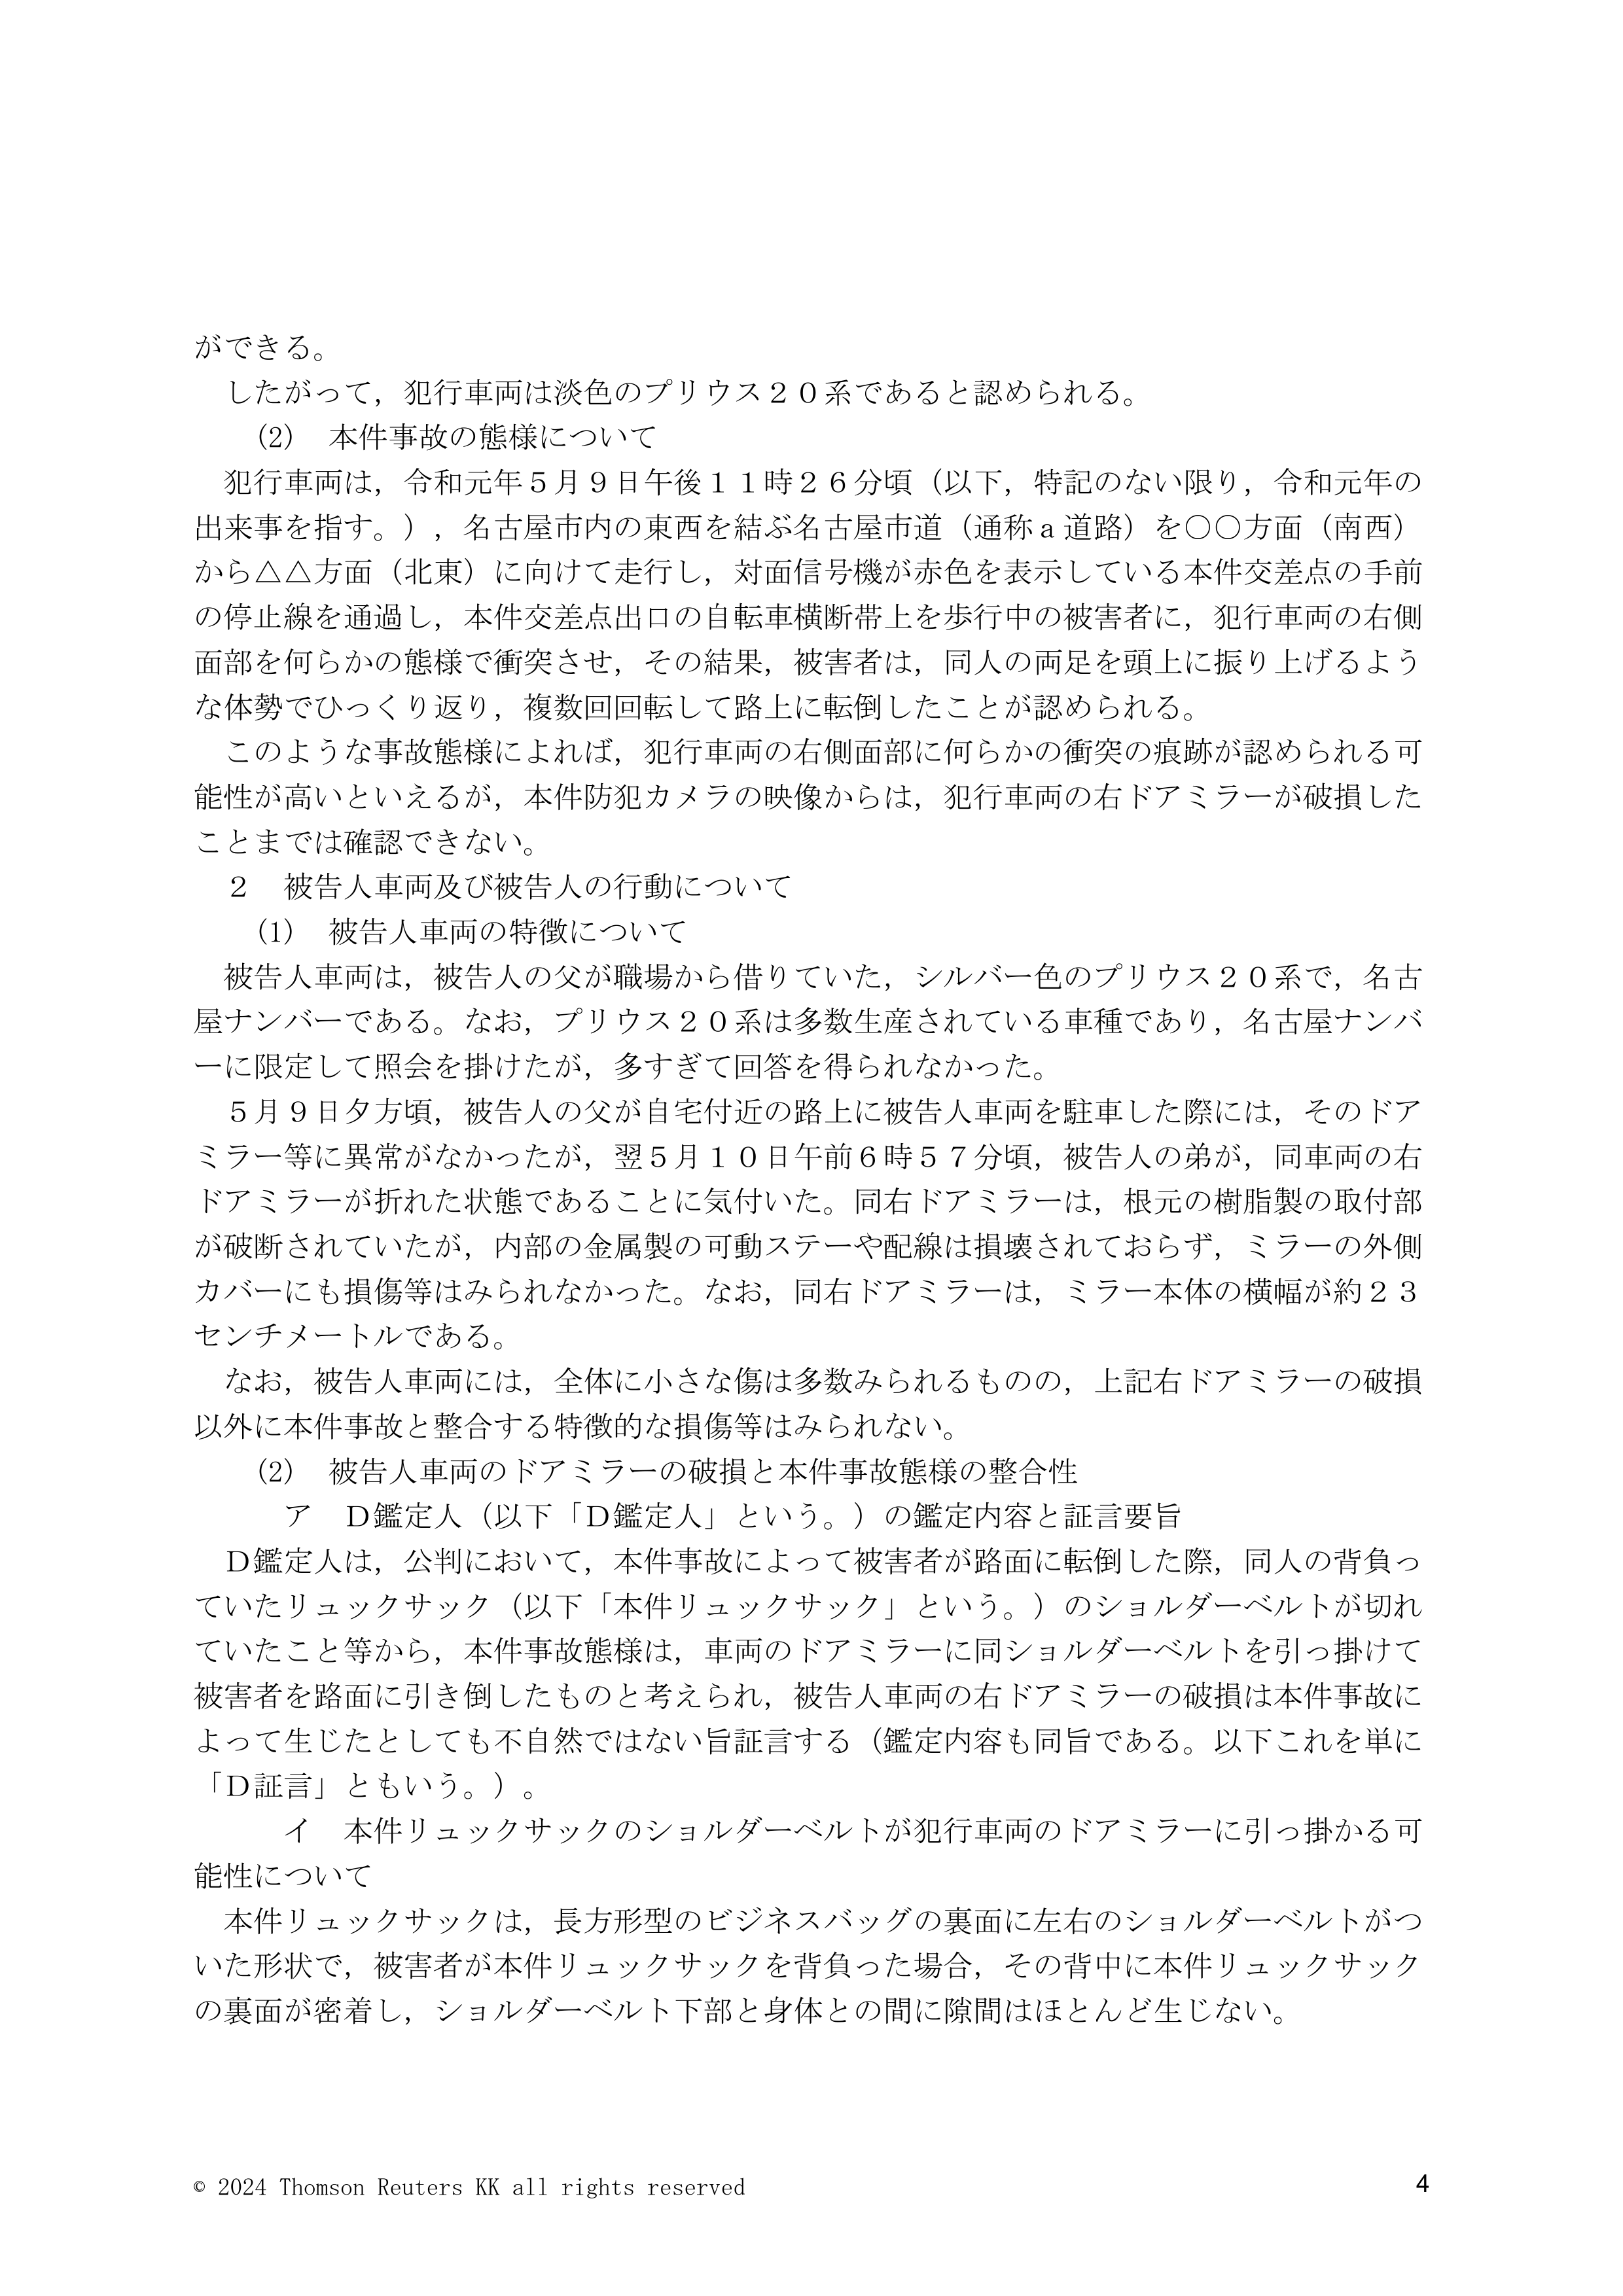 ができる。
　したがって，犯行車両は淡色のプリウス２０系であると認められる。
　　(2)　本件事故の態様について
　犯行車両は，令和元年５月９日午後１１時２６分頃（以下，特記のない限り，令和元年の
出来事を指す。），名古屋市内の東西を結ぶ名古屋市道（通称ａ道路）を〇〇方面（南西）
から△△方面（北東）に向けて走行し，対面信号機が赤色を表示している本件交差点の手前
の停止線を通過し，本件交差点出口の自転車横断帯上を歩行中の被害者に，犯行車両の右側
面部を何らかの態様で衝突させ，その結果，被害者は，同人の両足を頭上に振り上げるよう
な体勢でひっくり返り，複数回回転して路上に転倒したことが認められる。
　このような事故態様によれば，犯行車両の右側面部に何らかの衝突の痕跡が認められる可
能性が高いといえるが，本件防犯カメラの映像からは，犯行車両の右ドアミラーが破損した
ことまでは確認できない。
　２　被告人車両及び被告人の行動について
　　(1)　被告人車両の特徴について
　被告人車両は，被告人の父が職場から借りていた，シルバー色のプリウス２０系で，名古
屋ナンバーである。なお，プリウス２０系は多数生産されている車種であり，名古屋ナンバ
ーに限定して照会を掛けたが，多すぎて回答を得られなかった。
　５月９日夕方頃，被告人の父が自宅付近の路上に被告人車両を駐車した際には，そのドア
ミラー等に異常がなかったが，翌５月１０日午前６時５７分頃，被告人の弟が，同車両の右
ドアミラーが折れた状態であることに気付いた。同右ドアミラーは，根元の樹脂製の取付部
が破断されていたが，内部の金属製の可動ステーや配線は損壊されておらず，ミラーの外側
カバーにも損傷等はみられなかった。なお，同右ドアミラーは，ミラー本体の横幅が約２３
センチメートルである。
　なお，被告人車両には，全体に小さな傷は多数みられるものの，上記右ドアミラーの破損
以外に本件事故と整合する特徴的な損傷等はみられない。
　　(2)　被告人車両のドアミラーの破損と本件事故態様の整合性
　　　ア　Ｄ鑑定人（以下「Ｄ鑑定人」という。）の鑑定内容と証言要旨
　Ｄ鑑定人は，公判において，本件事故によって被害者が路面に転倒した際，同人の背負っ
ていたリュックサック（以下「本件リュックサック」という。）のショルダーベルトが切れ
ていたこと等から，本件事故態様は，車両のドアミラーに同ショルダーベルトを引っ掛けて
被害者を路面に引き倒したものと考えられ，被告人車両の右ドアミラーの破損は本件事故に
よって生じたとしても不自然ではない旨証言する（鑑定内容も同旨である。以下これを単に
「Ｄ証言」ともいう。）。
　　　イ　本件リュックサックのショルダーベルトが犯行車両のドアミラーに引っ掛かる可
能性について
　本件リュックサックは，長方形型のビジネスバッグの裏面に左右のショルダーベルトがつ
いた形状で，被害者が本件リュックサックを背負った場合，その背中に本件リュックサック
の裏面が密着し，ショルダーベルト下部と身体との間に隙間はほとんど生じない。
© 2024 Thomson Reuters KK all rights reserved
4